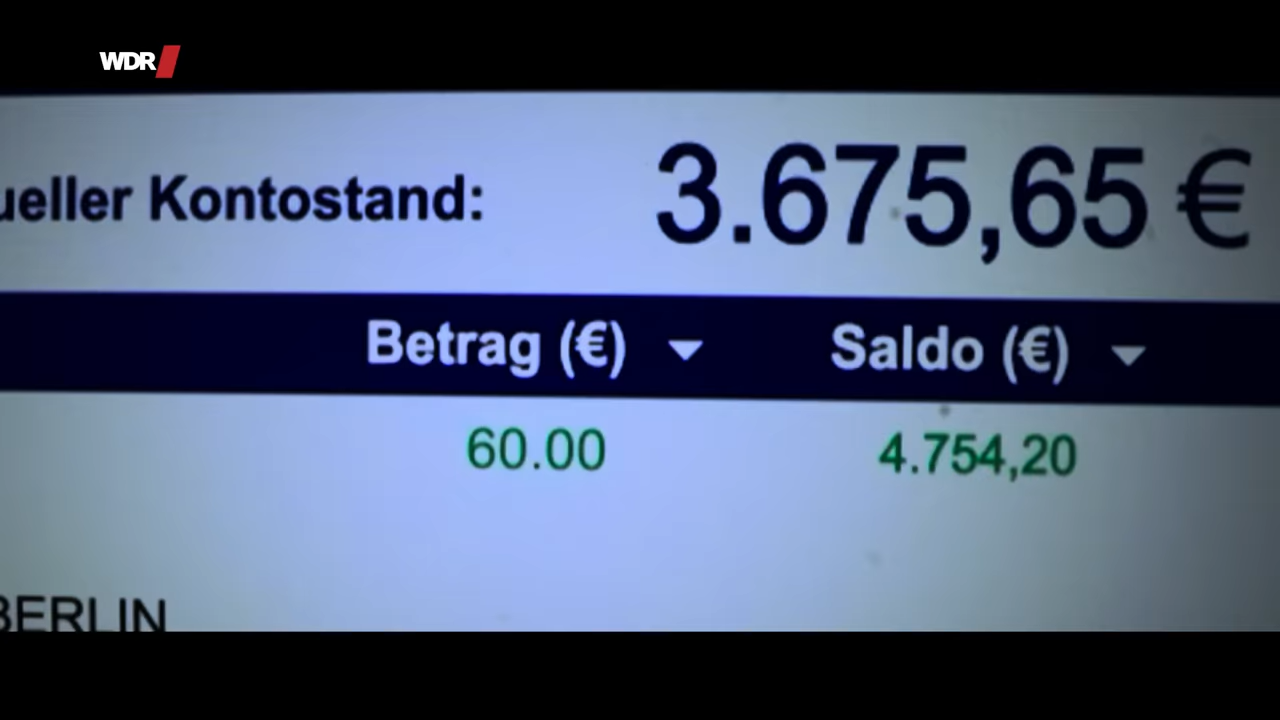 WDR
ueller Kontostand: 3.675,65 €
Betrag (€) Saldo (€)
60.00 4.754,20
BERLIN